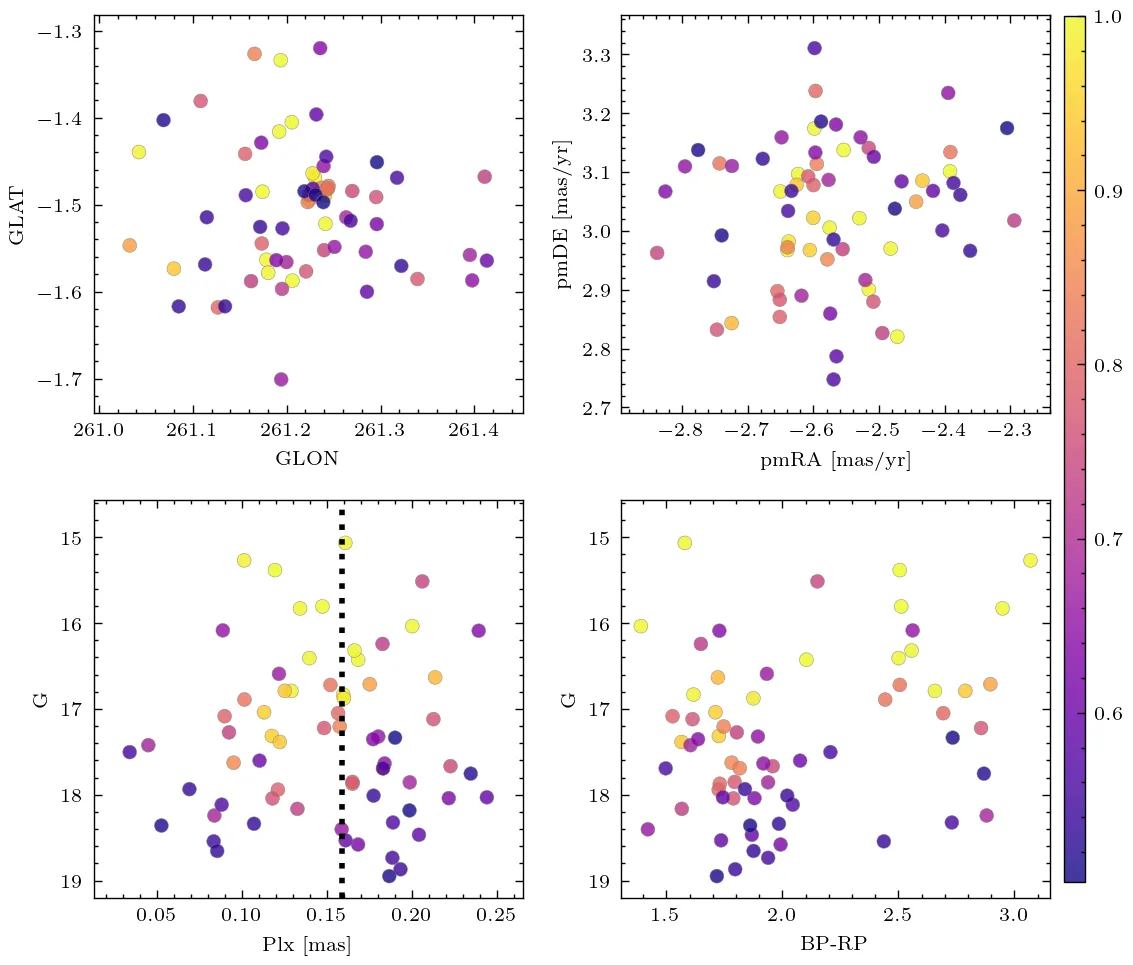 −1.3
−1.4
−1.5
−1.6
−1.7
GLAT
261.0 261.1 261.2 261.3 261.4
GLON
3.3
3.2
3.1
3.0
2.9
2.8
2.7
pmDE [mas/yr]
−2.8 −2.7 −2.6 −2.5 −2.4 −2.3
pmRA [mas/yr]
15
16
17
18
19
G
0.05 0.10 0.15 0.20 0.25
Plx [mas]
15
16
17
18
19
G
1.5 2.0 2.5 3.0
BP-RP
1.0
0.9
0.8
0.7
0.6